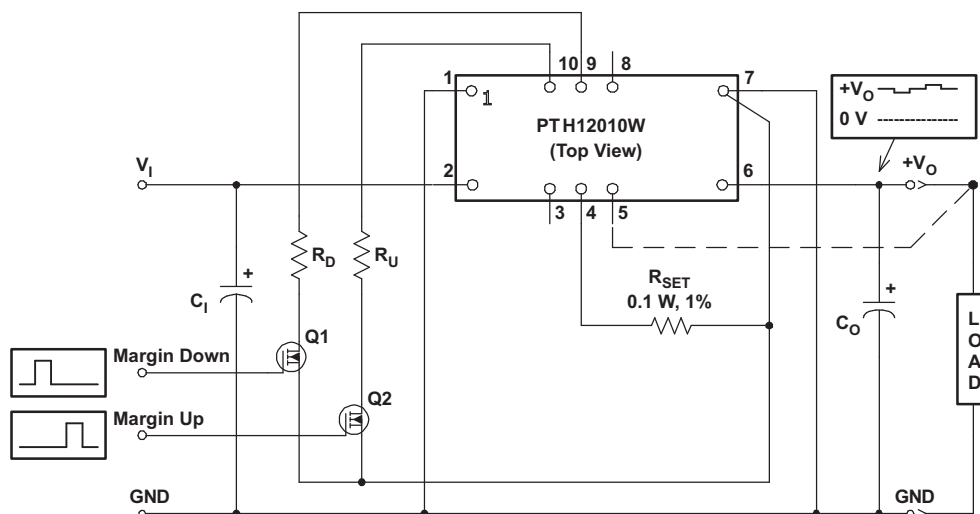 10 9 8
1 7
1
PTH12010W
(Top View)
+VO
0 V
VI
2 6
+VO
3 4 5
RD RU
RSET
0.1 W, 1%
+
CI
+
CO
L
O
A
D
Q1
Margin Down
Q2
Margin Up
GND GND